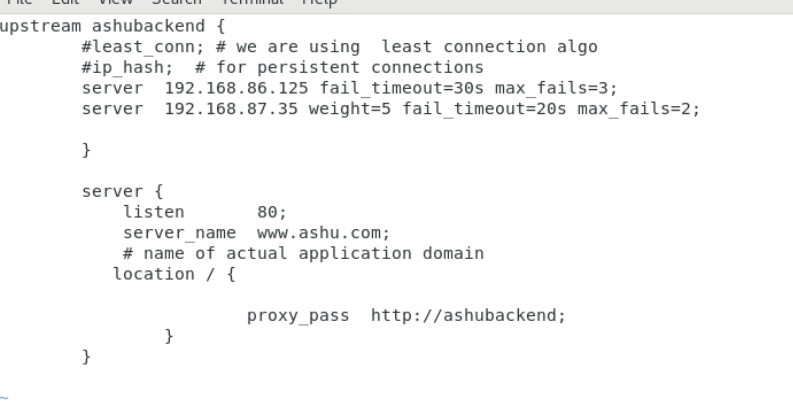 File Edit View Search Terminal Help
upstream ashubackend {
        #least_conn; # we are using  least connection algo
        #ip_hash;  # for persistent connections
        server  192.168.86.125 fail_timeout=30s max_fails=3;
        server  192.168.87.35 weight=5 fail_timeout=20s max_fails=2;
        }
        server {
            listen       80;
            server_name  www.ashu.com;
            # name of actual application domain
           location / {
                        proxy_pass  http://ashubackend;
                }
        }
~